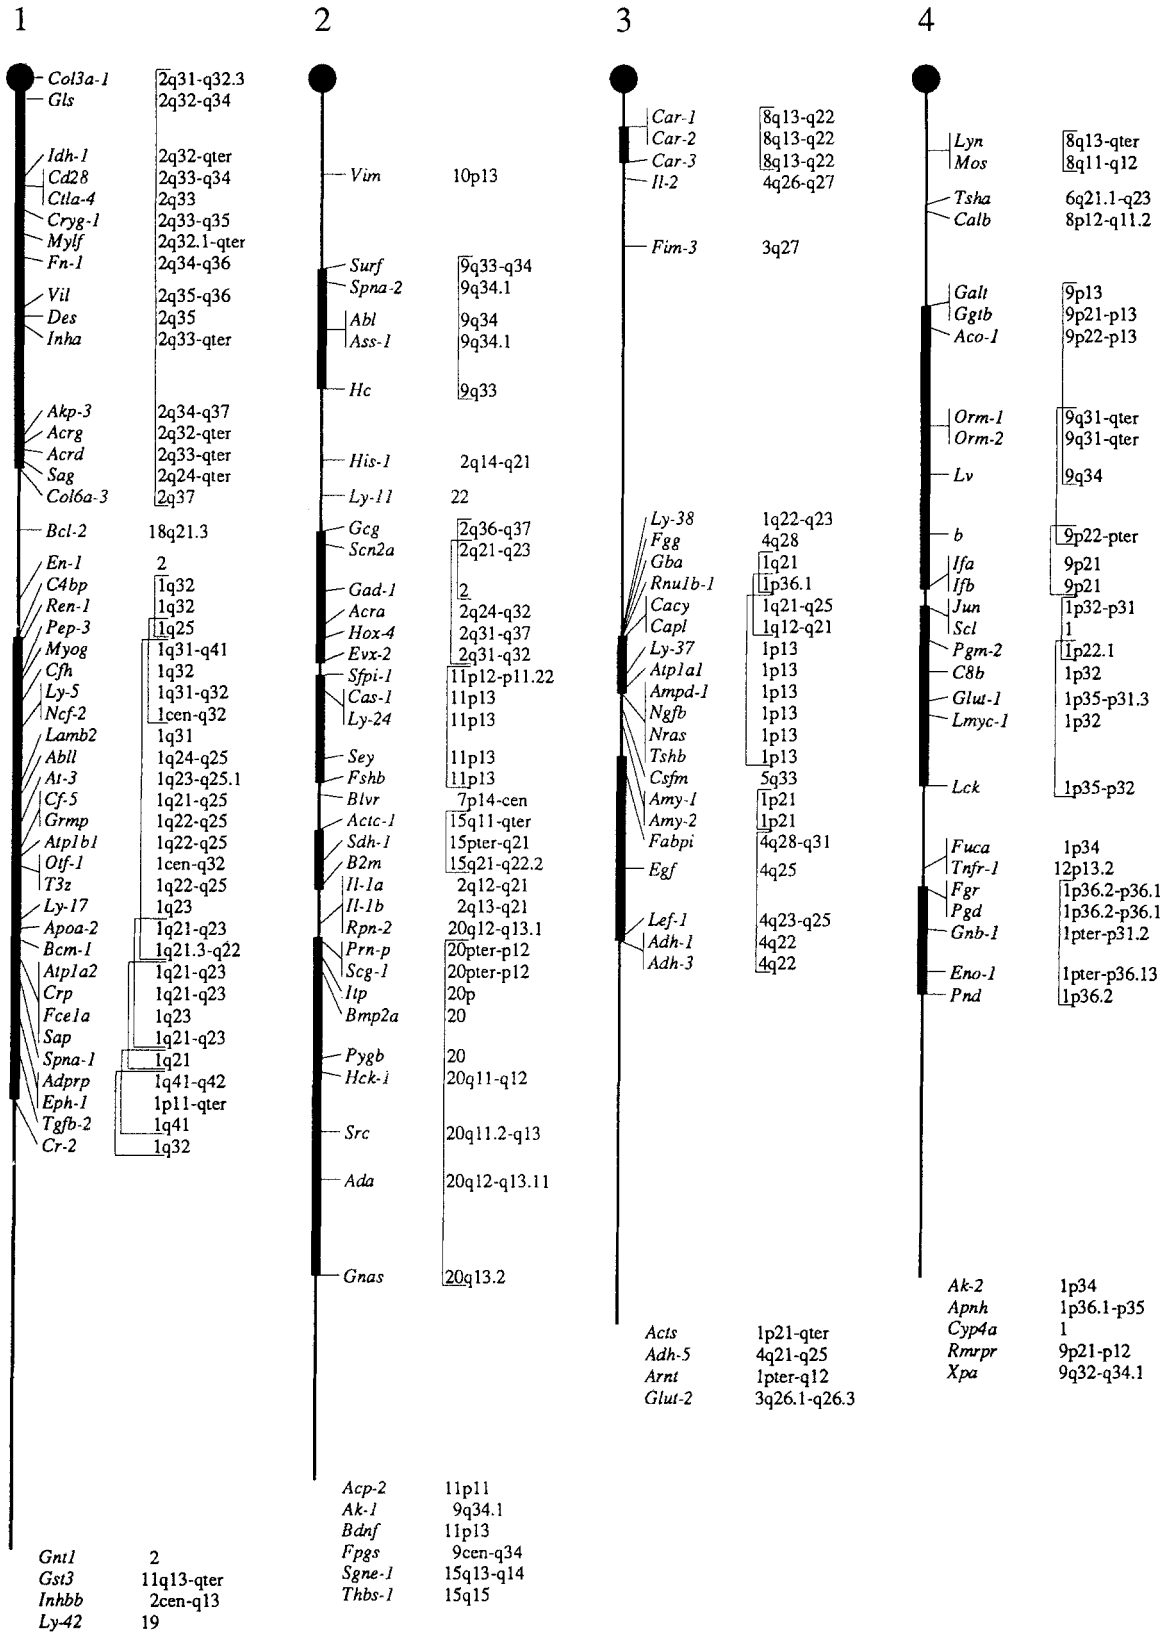 1
Col3a-1 2q31-q32.3
Gls 2q32-q34
Idh-1 2q32-qter
Cd28 2q33-q34
Ctla-4 2q33
Cryg-1 2q33-q35
Mylf 2q32.1-qter
Fn-1 2q34-q36
Vil 2q35-q36
Des 2q35
Inha 2q33-qter
Akp-3 2q34-q37
Acrg 2q32-qter
Acrd 2q33-qter
Sag 2q24-qter
Col6a-3 2q37
Bcl-2 18q21.3
En-1 2
C4bp 1q32
Ren-1 1q32
Pep-3 1q25
Myog 1q31-q41
Cfh 1q32
Ly-5 1q31-q32
Ncf-2 1cen-q32
Lamb2 1q31
Abll 1q24-q25
At-3 1q23-q25.1
Cf-5 1q21-q25
Grmp 1q22-q25
Atp1b1 1q22-q25
Otf-1 1cen-q32
T3z 1q22-q25
Ly-17 1q23
Apoa-2 1q21-q23
Bcm-1 1q21.3-q22
Atp1a2 1q21-q23
Crp 1q21-q23
Fce1a 1q23
Sap 1q21-q23
Spna-1 1q21
Adprp 1q41-q42
Eph-1 1p11-qter
Tgfb-2 1q41
Cr-2 1q32
Gnt1 2
Gst3 11q13-qter
Inhbb 2cen-q13
Ly-42 19
2
Vim 10p13
Surf 9q33-q34
Spna-2 9q34.1
Abl 9q34
Ass-1 9q34.1
Hc 9q33
His-1 2q14-q21
Ly-11 22
Gcg 2q36-q37
Scn2a 2q21-q23
Gad-1 2
Acra 2q24-q32
Hox-4 2q31-q37
Evx-2 2q31-q32
Sfpi-1 11p12-p11.22
Cas-1 11p13
Ly-24 11p13
Sey 11p13
Fshb 11p13
Blvr 7p14-cen
Actc-1 15q11-qter
Sdh-1 15pter-q21
B2m 15q21-q22.2
Il-1a 2q12-q21
Il-1b 2q13-q21
Rpn-2 20q12-q13.1
Prn-p 20pter-p12
Scg-1 20pter-p12
Itp 20p
Bmp2a 20
Pygb 20
Hck-1 20q11-q12
Src 20q11.2-q13
Ada 20q12-q13.11
Gnas 20q13.2
Acp-2 11p11
Ak-1 9q34.1
Bdnf 11p13
Fpgs 9cen-q34
Sgne-1 15q13-q14
Thbs-1 15q15
3
Car-1 8q13-q22
Car-2 8q13-q22
Car-3 8q13-q22
Il-2 4q26-q27
Fim-3 3q27
Ly-38 1q22-q23
Fgg 4q28
Gba 1q21
Rnu1b-1 1p36.1
Cacy 1q21-q25
Capl 1q12-q21
Ly-37 1p13
Atp1a1 1p13
Ampd-1 1p13
Ngfb 1p13
Nras 1p13
Tshb 1p13
Csfm 5q33
Amy-1 1p21
Amy-2 1p21
Fabpi 4q28-q31
Egf 4q25
Lef-1 4q23-q25
Adh-1 4q22
Adh-3 4q22
Acts 1p21-qter
Adh-5 4q21-q25
Arnt 1pter-q12
Glut-2 3q26.1-q26.3
4
Lyn 8q13-qter
Mos 8q11-q12
Tsha 6q21.1-q23
Calb 8p12-q11.2
Galt 9p13
Ggtb 9p21-p13
Aco-1 9p22-p13
Orm-1 9q31-qter
Orm-2 9q31-qter
Lv 9q34
b 9p22-pter
Ifa 9p21
Ifb 9p21
Jun 1p32-p31
Scl 1
Pgm-2 1p22.1
C8b 1p32
Glut-1 1p35-p31.3
Lmyc-1 1p32
Lck 1p35-p32
Fuca 1p34
Tnfr-1 12p13.2
Fgr 1p36.2-p36.1
Pgd 1p36.2-p36.1
Gnb-1 1pter-p31.2
Eno-1 1pter-p36.13
Pnd 1p36.2
Ak-2 1p34
Apnh 1p36.1-p35
Cyp4a 1
Rmrpr 9p21-p12
Xpa 9q32-q34.1